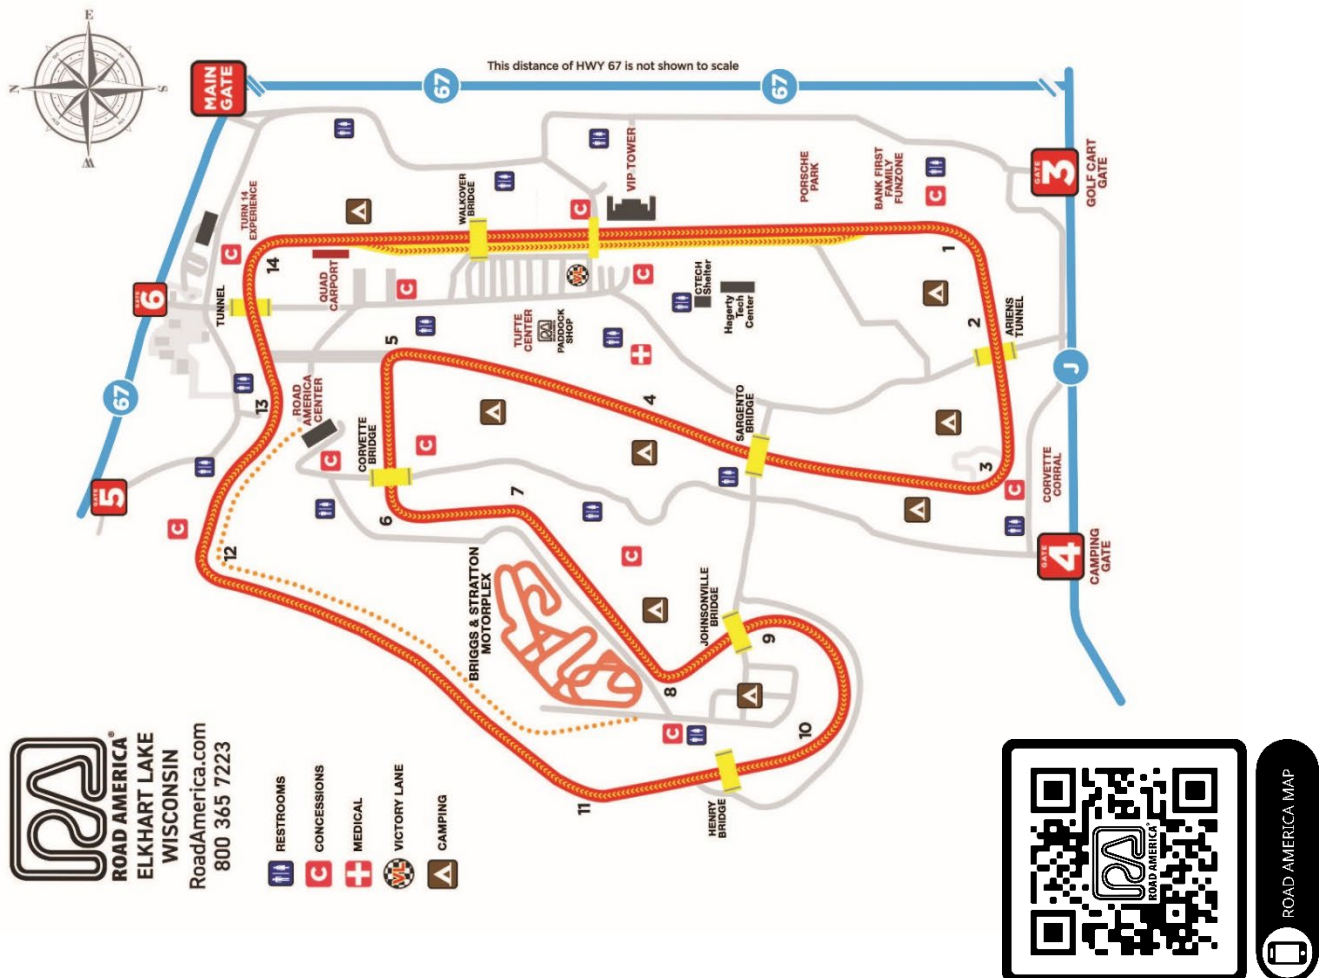 E
N
S
W
This distance of HWY 67 is not shown to scale
67
67
67
MAIN
GATE
GATE
6
GATE
5
GATE
3
GOLF CART
GATE
GATE
4
CAMPING
GATE
J
TURN 14
EXPERIENCE
WALKOVER
BRIDGE
VIP TOWER
PORSCHE
PARK
BANK FIRST
FAMILY
FUNZONE
TUNNEL
QUAD
CARPORT
VL
CTECH
Shelter
Hagerty
Tech
Center
TUFTE
CENTER
PADDOCK
SHOP
ARIENS
TUNNEL
ROAD
AMERICA
CENTER
CORVETTE
BRIDGE
SARGENTO
BRIDGE
CORVETTE
CORRAL
BRIGGS & STRATTON
MOTORPLEX
JOHNSONVILLE
BRIDGE
HENRY
BRIDGE
1
2
3
4
5
6
7
8
9
10
11
12
13
14
C
C
C
C
C
C
C
C
C
C
C
ROAD AMERICA®
ELKHART LAKE
WISCONSIN
RoadAmerica.com
800 365 7223
RESTROOMS
C CONCESSIONS
MEDICAL
VL VICTORY LANE
CAMPING
ROAD AMERICA®
ROAD AMERICA MAP